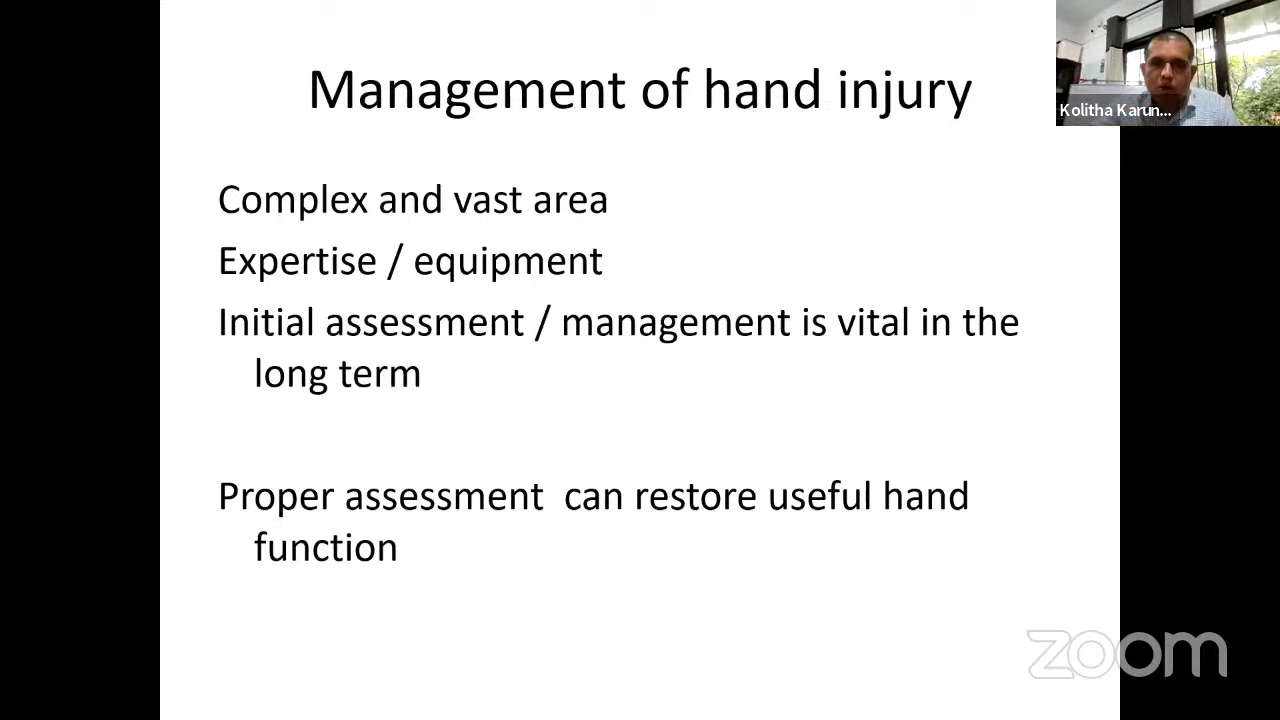 Management of hand injury
Kolitha Karun...
Complex and vast area
Expertise / equipment
Initial assessment / management is vital in the
long term
Proper assessment  can restore useful hand
function
zoom